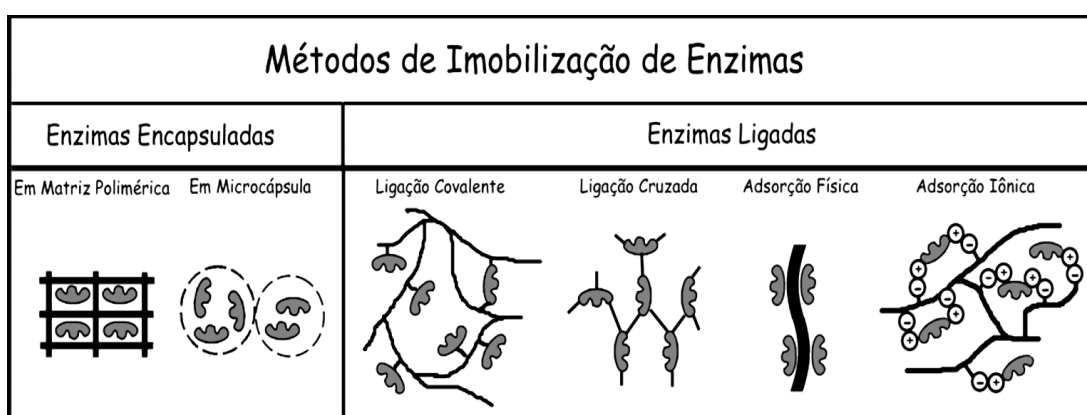 Métodos de Imobilização de Enzimas
Enzimas Encapsuladas
Enzimas Ligadas
Em Matriz Polimérica
Em Microcápsula
Ligação Covalente
Ligação Cruzada
Adsorção Física
Adsorção Iônica